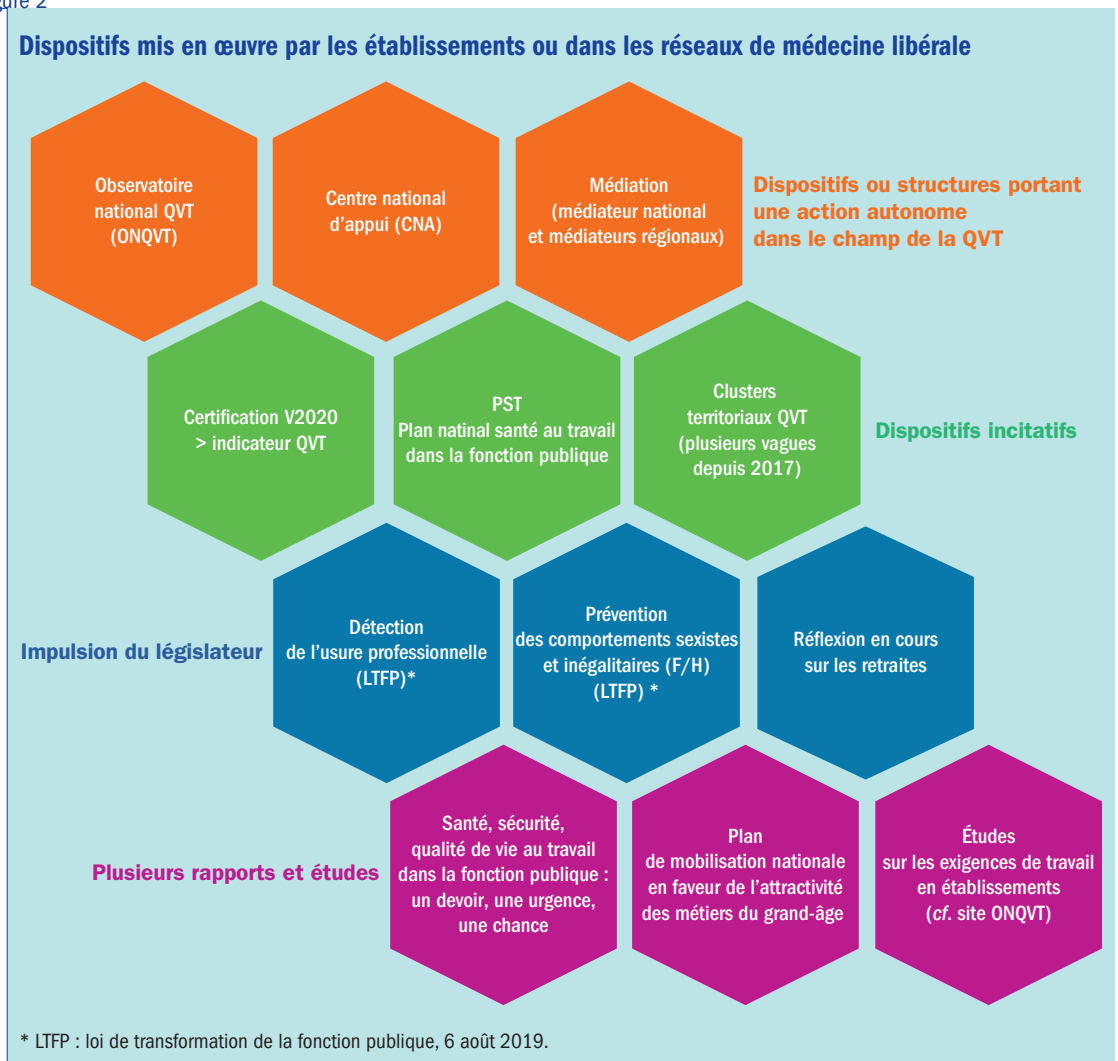 gure 2
Dispositifs mis en œuvre par les établissements ou dans les réseaux de médecine libérale
Observatoire
national QVT
(ONQVT)
Centre national
d'appui (CNA)
Médiation
(médiateur national
et médiateurs régionaux)
Dispositifs ou structures portant
une action autonome
dans le champ de la QVT
Certification V2020
> indicateur QVT
PST
Plan natinal santé au travail
dans la fonction publique
Clusters
territoriaux QVT
(plusieurs vagues
depuis 2017)
Dispositifs incitatifs
Impulsion du législateur
Détection
de l'usure professionnelle
(LTFP)*
Prévention
des comportements sexistes
et inégalitaires (F/H)
(LTFP) *
Réflexion en cours
sur les retraites
Plusieurs rapports et études
Santé, sécurité,
qualité de vie au travail
dans la fonction publique :
un devoir, une urgence,
une chance
Plan
de mobilisation nationale
en faveur de l'attractivité
des métiers du grand-âge
Études
sur les exigences de travail
en établissements
(cf. site ONQVT)
* LTFP : loi de transformation de la fonction publique, 6 août 2019.